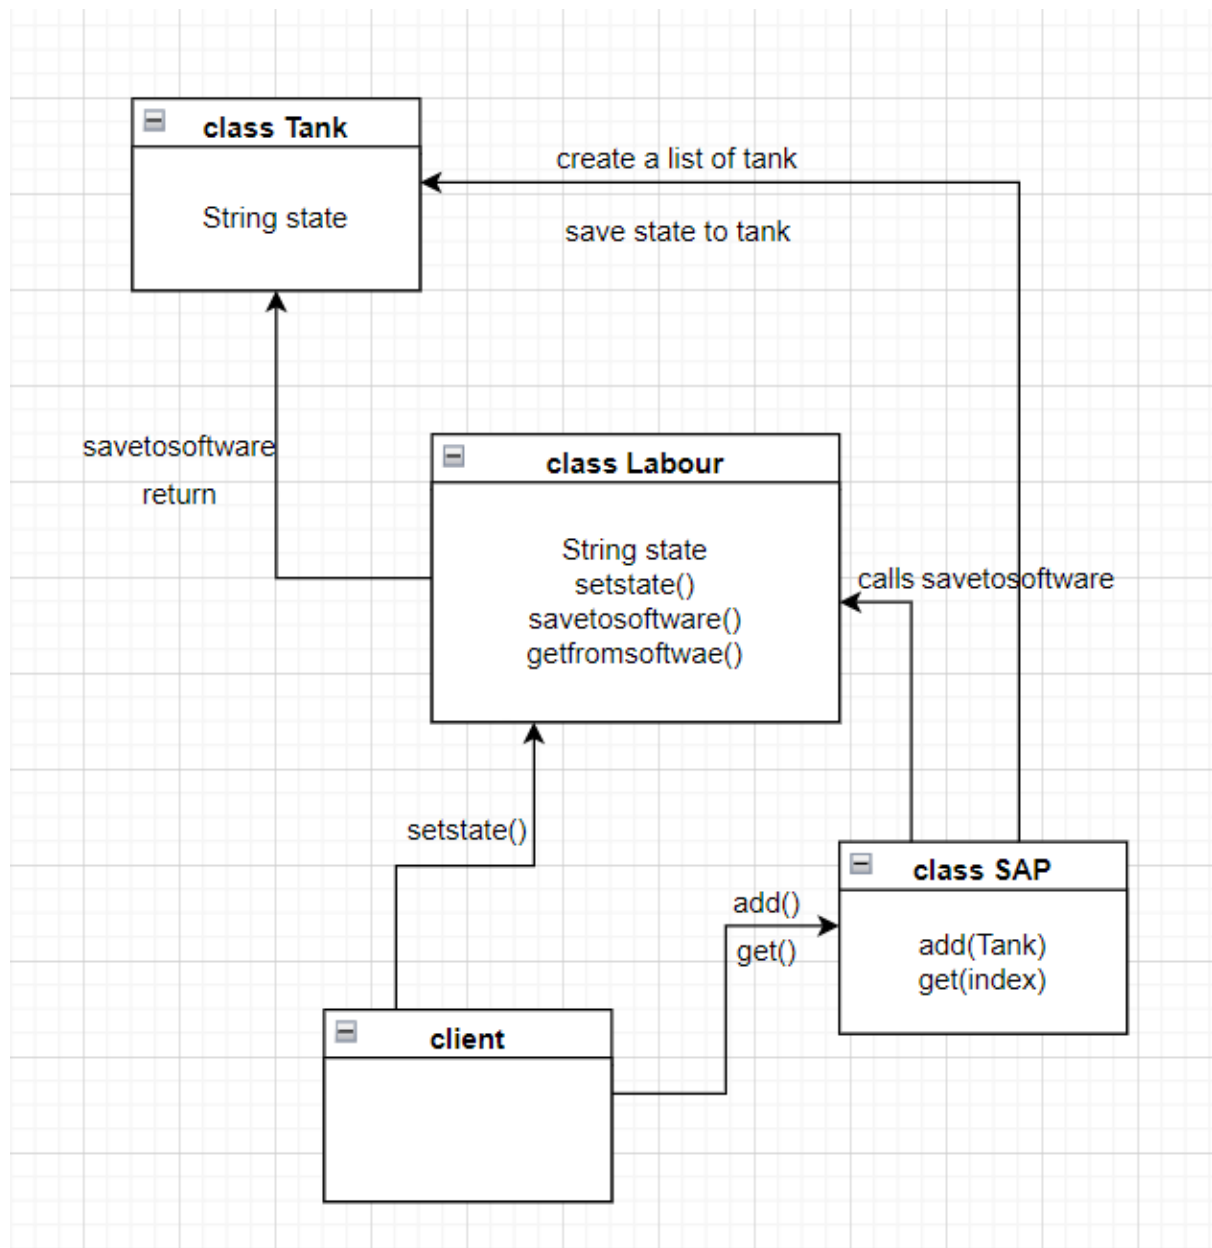 class Tank
String state
create a list of tank
save state to tank
savetosoftware
return
class Labour
String state
setstate()
savetosoftware()
getfromsoftwae()
calls savetosoftware
setstate()
class SAP
add(Tank)
get(index)
add()
get()
client